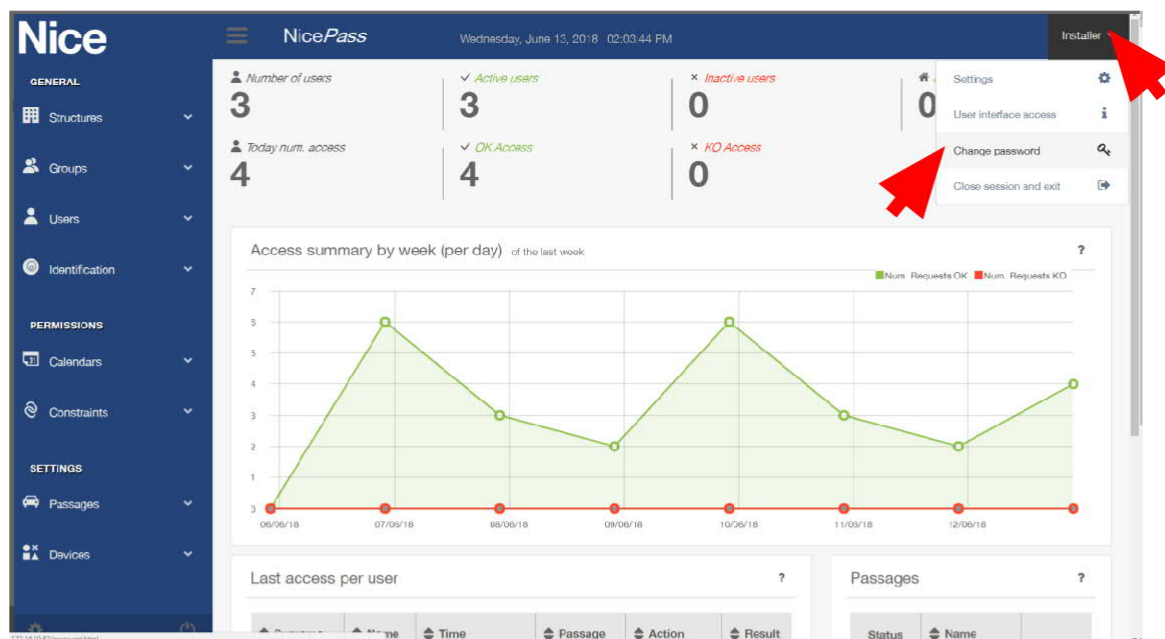 Nice
NicePass
Wednesday, June 13, 2018 02:03:44 PM
Installer
GENERAL
Structures
Groups
Users
Identification
PERMISSIONS
Calendars
Constraints
SETTINGS
Passages
Devices
Number of users
3
Active users
3
Inactive users
0
0
Settings
User interface access
Change password
Close session and exit
Today num. access
4
OK Access
4
KO Access
0
Access summary by week (per day) of the last week
?
Num. Requests OK Num. Requests KO
7
6
5
4
3
2
1
0
06/06/18 07/06/18 08/06/18 09/06/18 10/06/18 11/06/18 12/06/18
Last access per user
?
Time Passage Action Result
Passages
?
Status Name